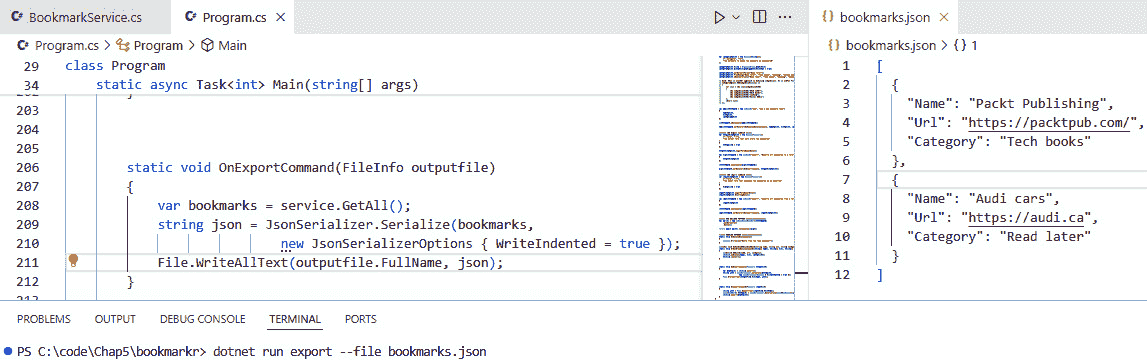 BookmarkService.cs
Program.cs
Program.cs > Program > Main
29 class Program
34 static async Task<int> Main(string[] args)
203
204
205
206 static void OnExportCommand(FileInfo outputfile)
207 {
208 var bookmarks = service.GetAll();
209 string json = JsonSerializer.Serialize(bookmarks,
210 new JsonSerializerOptions { WriteIndented = true });
211 File.WriteAllText(outputfile.FullName, json);
212 }
bookmarks.json
bookmarks.json > {} 1
1 [
2 {
3 "Name": "Packt Publishing",
4 "Url": "https://packtpub.com/",
5 "Category": "Tech books"
6 },
7 {
8 "Name": "Audi cars",
9 "Url": "https://audi.ca",
10 "Category": "Read later"
11 }
12 ]
PROBLEMS OUTPUT DEBUG CONSOLE TERMINAL PORTS
PS C:\code\Chap5\bookmarkr> dotnet run export --file bookmarks.json